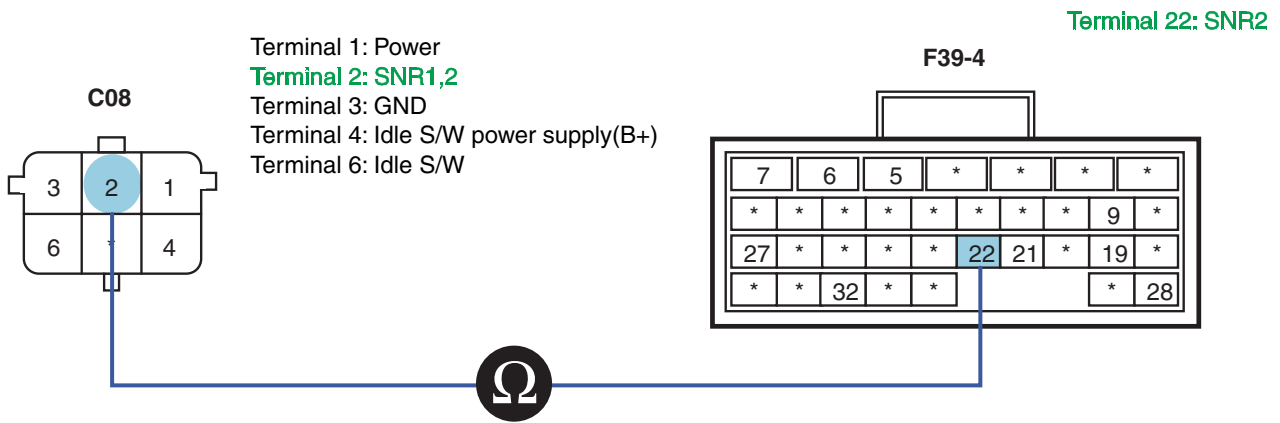 Terminal 22: SNR2
Terminal 1: Power
Terminal 2: SNR1,2
Terminal 3: GND
Terminal 4: Idle S/W power supply(B+)
Terminal 6: Idle S/W
C08
3 2 1
6 * 4
F39-4
7 6 5 * * * *
* * * * * * * * 9 *
27 * * * * 22 21 * 19 *
* * 32 * * * 28
Ω